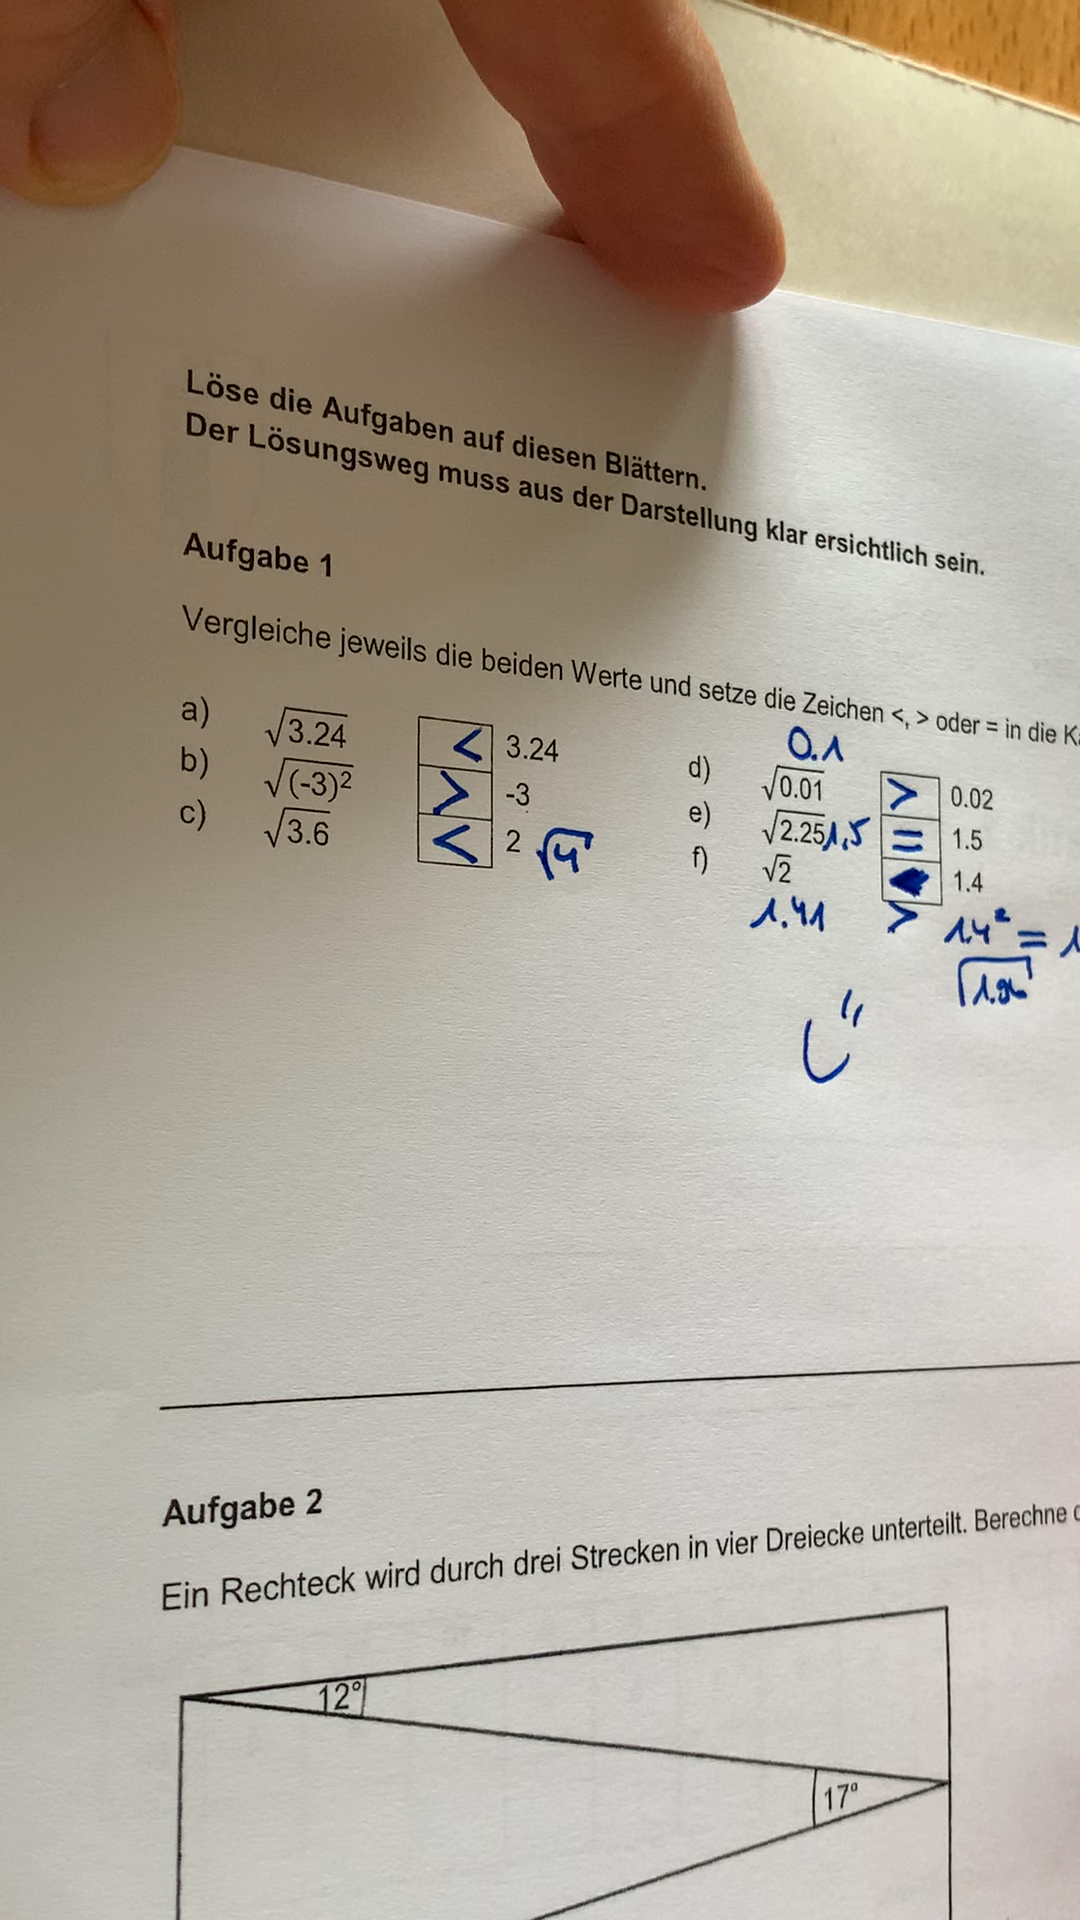 Löse die Aufgaben auf diesen Blättern.
Der Lösungsweg muss aus der Darstellung klar ersichtlich sein.
Aufgabe 1
Vergleiche jeweils die beiden Werte und setze die Zeichen <, > oder = in die
a) √3.24 < 3.24
b) √(-3)² > -3
c) √3.6 < 2 √4
0.1
d) √0.01 > 0.02
e) √2.25 1,5 = 1.5
f) √2 1.4
1.41 > 1.4² = 1
√1.96
Aufgabe 2
Ein Rechteck wird durch drei Strecken in vier Dreiecke unterteilt. Berechne
12°
17°